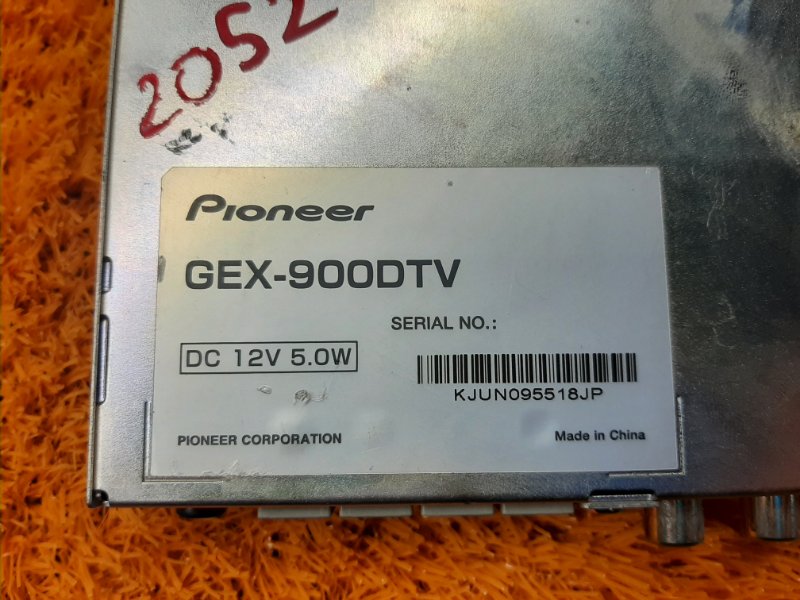 2052
Pioneer
GEX-900DTV
SERIAL NO.:
DC 12V 5.0W
KJUN095518JP
PIONEER CORPORATION
Made in China